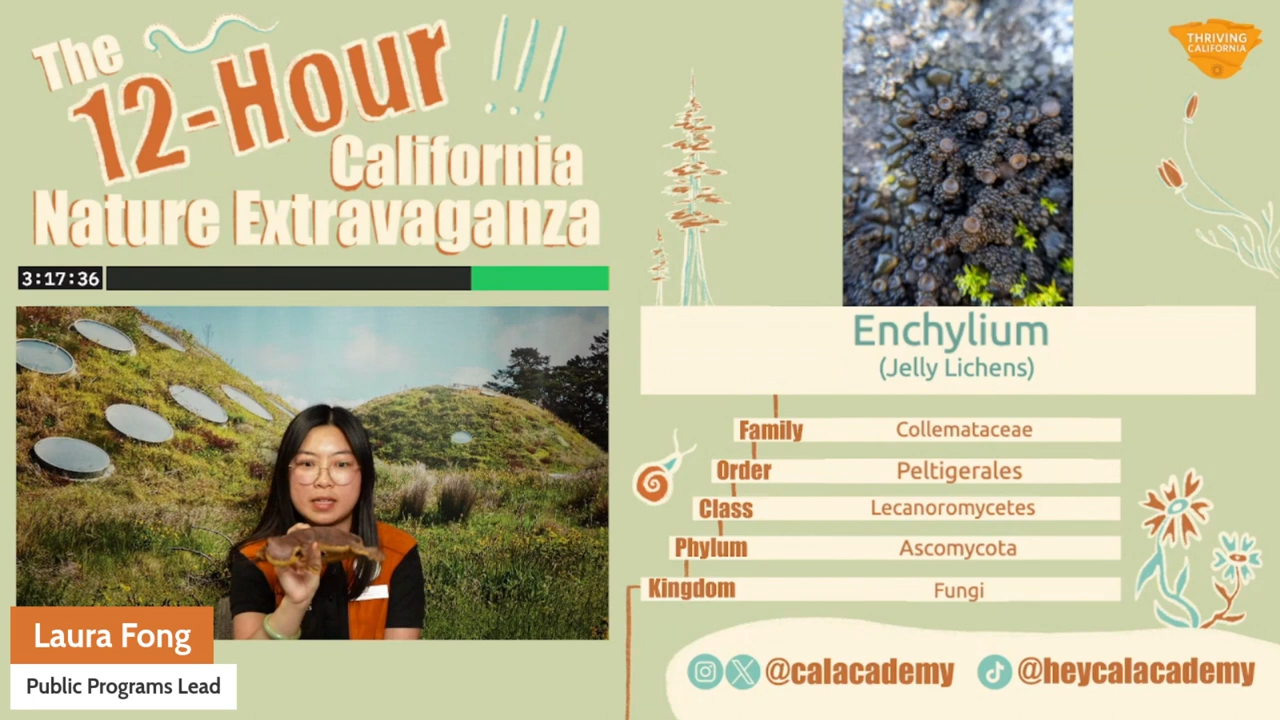 The
12-Hour !!!
California
Nature Extravaganza
3:17:36
Laura Fong
Public Programs Lead
THRIVING
CALIFORNIA
Enchylium
(Jelly Lichens)
Family Collemataceae
Order Peltigerales
Class Lecanoromycetes
Phylum Ascomycota
Kingdom Fungi
@calacademy @heycalacademy